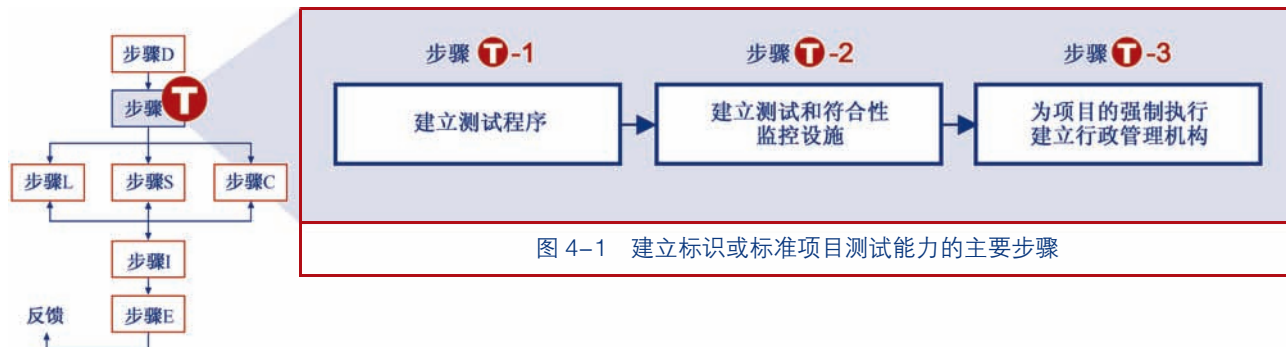 步骤D
步骤 T
步骤L
步骤S
步骤C
步骤I
步骤E
反馈
步骤 T-1
建立测试程序
步骤 T-2
建立测试和符合性
监控设施
步骤 T-3
为项目的强制执行
建立行政管理机构
图 4–1 建立标识或标准项目测试能力的主要步骤